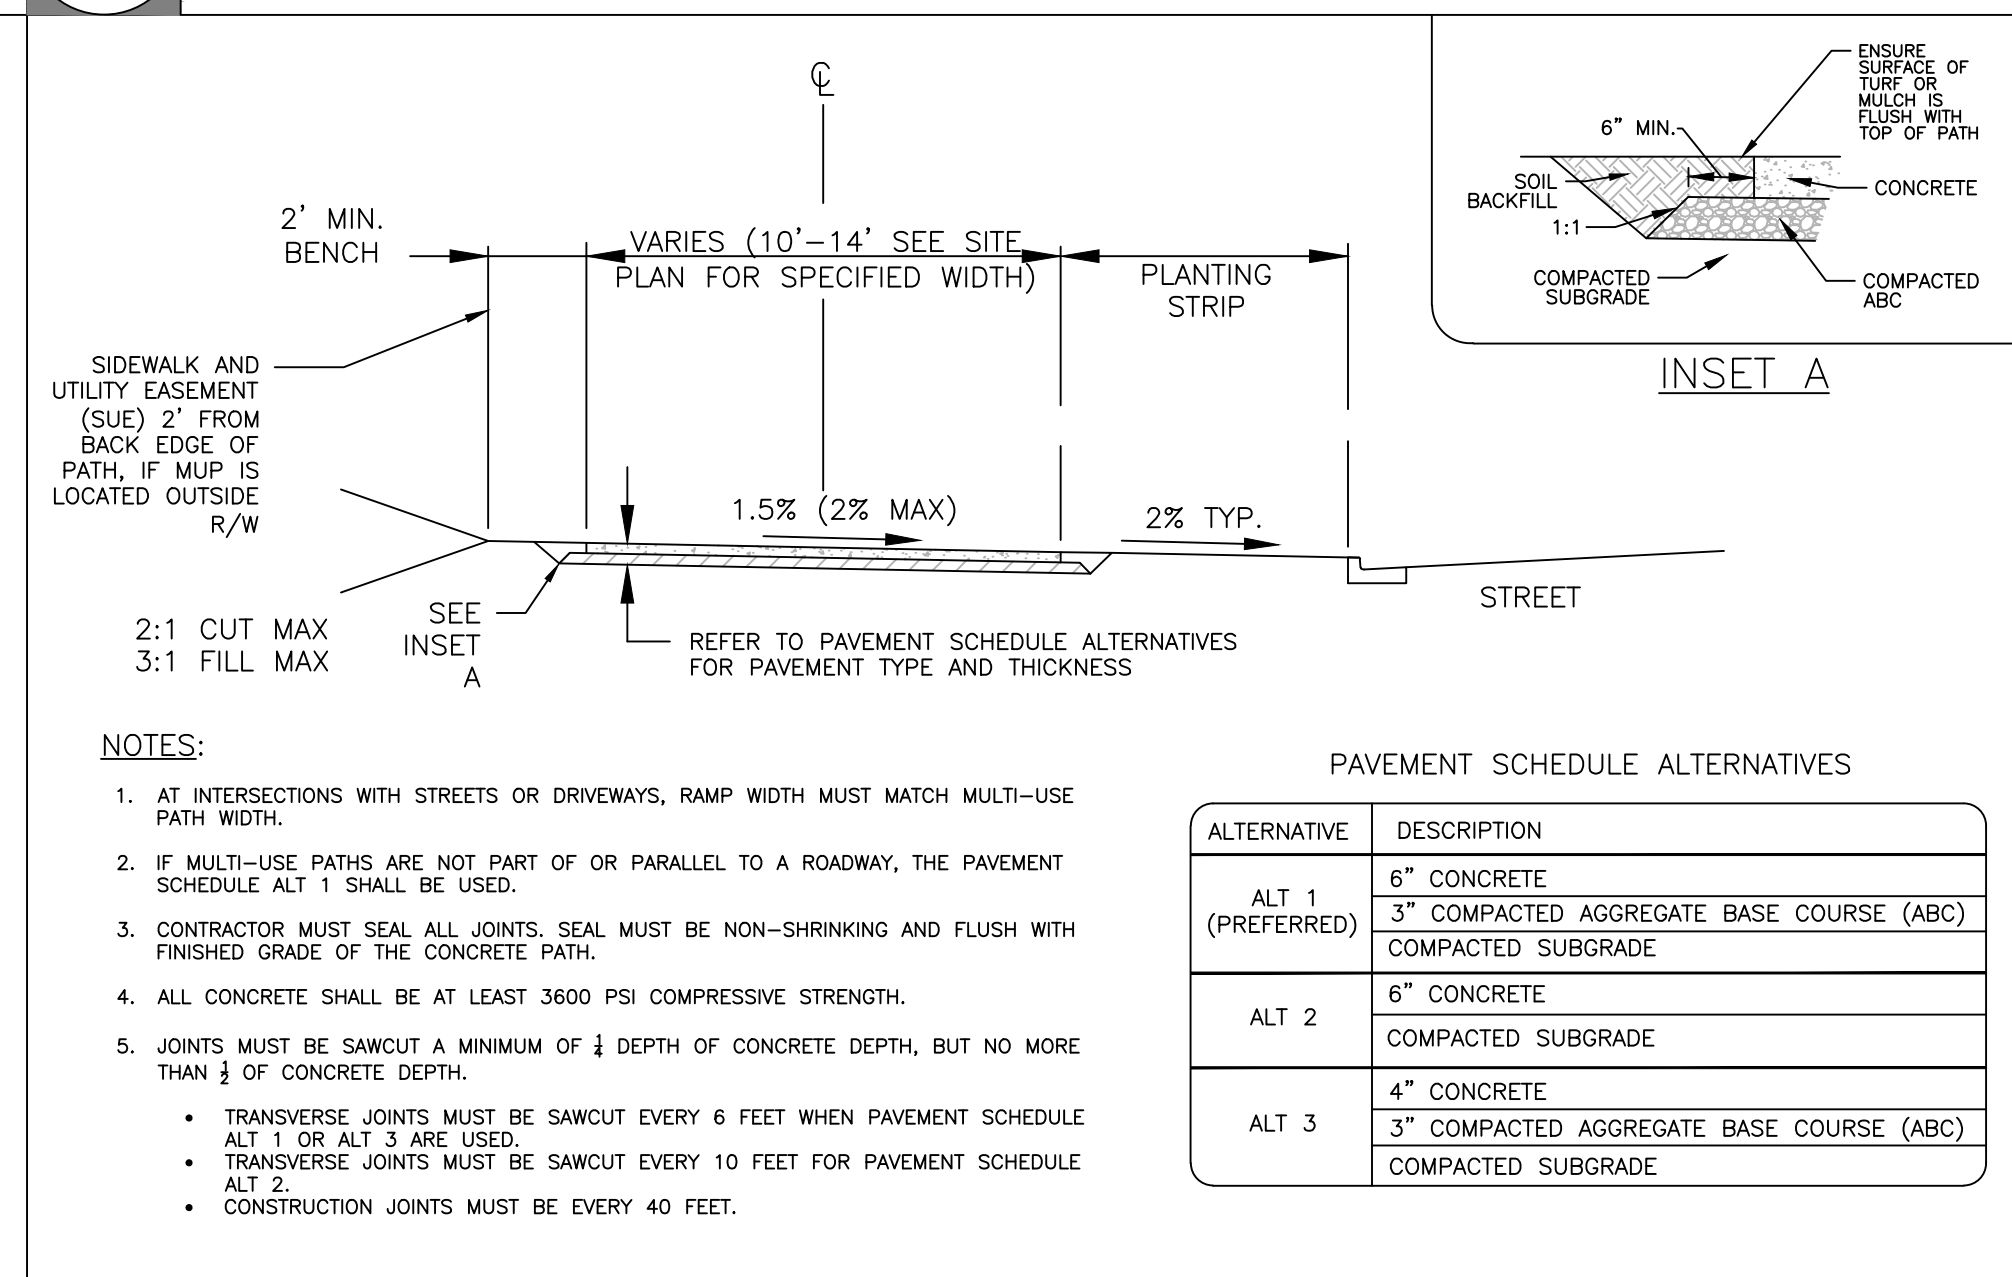 ℄
2’ MIN.
BENCH
VARIES (10’–14’ SEE SITE
PLAN FOR SPECIFIED WIDTH)
PLANTING
STRIP
SIDEWALK AND
UTILITY EASEMENT
(SUE) 2’ FROM
BACK EDGE OF
PATH, IF MUP IS
LOCATED OUTSIDE
R/W
1.5% (2% MAX)
2% TYP.
2:1 CUT MAX
3:1 FILL MAX
SEE
INSET
A
REFER TO PAVEMENT SCHEDULE ALTERNATIVES
FOR PAVEMENT TYPE AND THICKNESS
STREET
ENSURE
SURFACE OF
TURF OR
MULCH IS
FLUSH WITH
TOP OF PATH
6” MIN.
SOIL
BACKFILL
1:1
CONCRETE
COMPACTED
SUBGRADE
COMPACTED
ABC
INSET A
NOTES:
1. AT INTERSECTIONS WITH STREETS OR DRIVEWAYS, RAMP WIDTH MUST MATCH MULTI–USE
PATH WIDTH.
2. IF MULTI–USE PATHS ARE NOT PART OF OR PARALLEL TO A ROADWAY, THE PAVEMENT
SCHEDULE ALT 1 SHALL BE USED.
3. CONTRACTOR MUST SEAL ALL JOINTS. SEAL MUST BE NON–SHRINKING AND FLUSH WITH
FINISHED GRADE OF THE CONCRETE PATH.
4. ALL CONCRETE SHALL BE AT LEAST 3600 PSI COMPRESSIVE STRENGTH.
5. JOINTS MUST BE SAWCUT A MINIMUM OF ¼ DEPTH OF CONCRETE DEPTH, BUT NO MORE
THAN ½ OF CONCRETE DEPTH.
• TRANSVERSE JOINTS MUST BE SAWCUT EVERY 6 FEET WHEN PAVEMENT SCHEDULE
ALT 1 OR ALT 3 ARE USED.
• TRANSVERSE JOINTS MUST BE SAWCUT EVERY 10 FEET FOR PAVEMENT SCHEDULE
ALT 2.
• CONSTRUCTION JOINTS MUST BE EVERY 40 FEET.
PAVEMENT SCHEDULE ALTERNATIVES
ALTERNATIVE DESCRIPTION
ALT 1
(PREFERRED)
6” CONCRETE
3” COMPACTED AGGREGATE BASE COURSE (ABC)
COMPACTED SUBGRADE
ALT 2
6” CONCRETE
COMPACTED SUBGRADE
ALT 3
4” CONCRETE
3” COMPACTED AGGREGATE BASE COURSE (ABC)
COMPACTED SUBGRADE